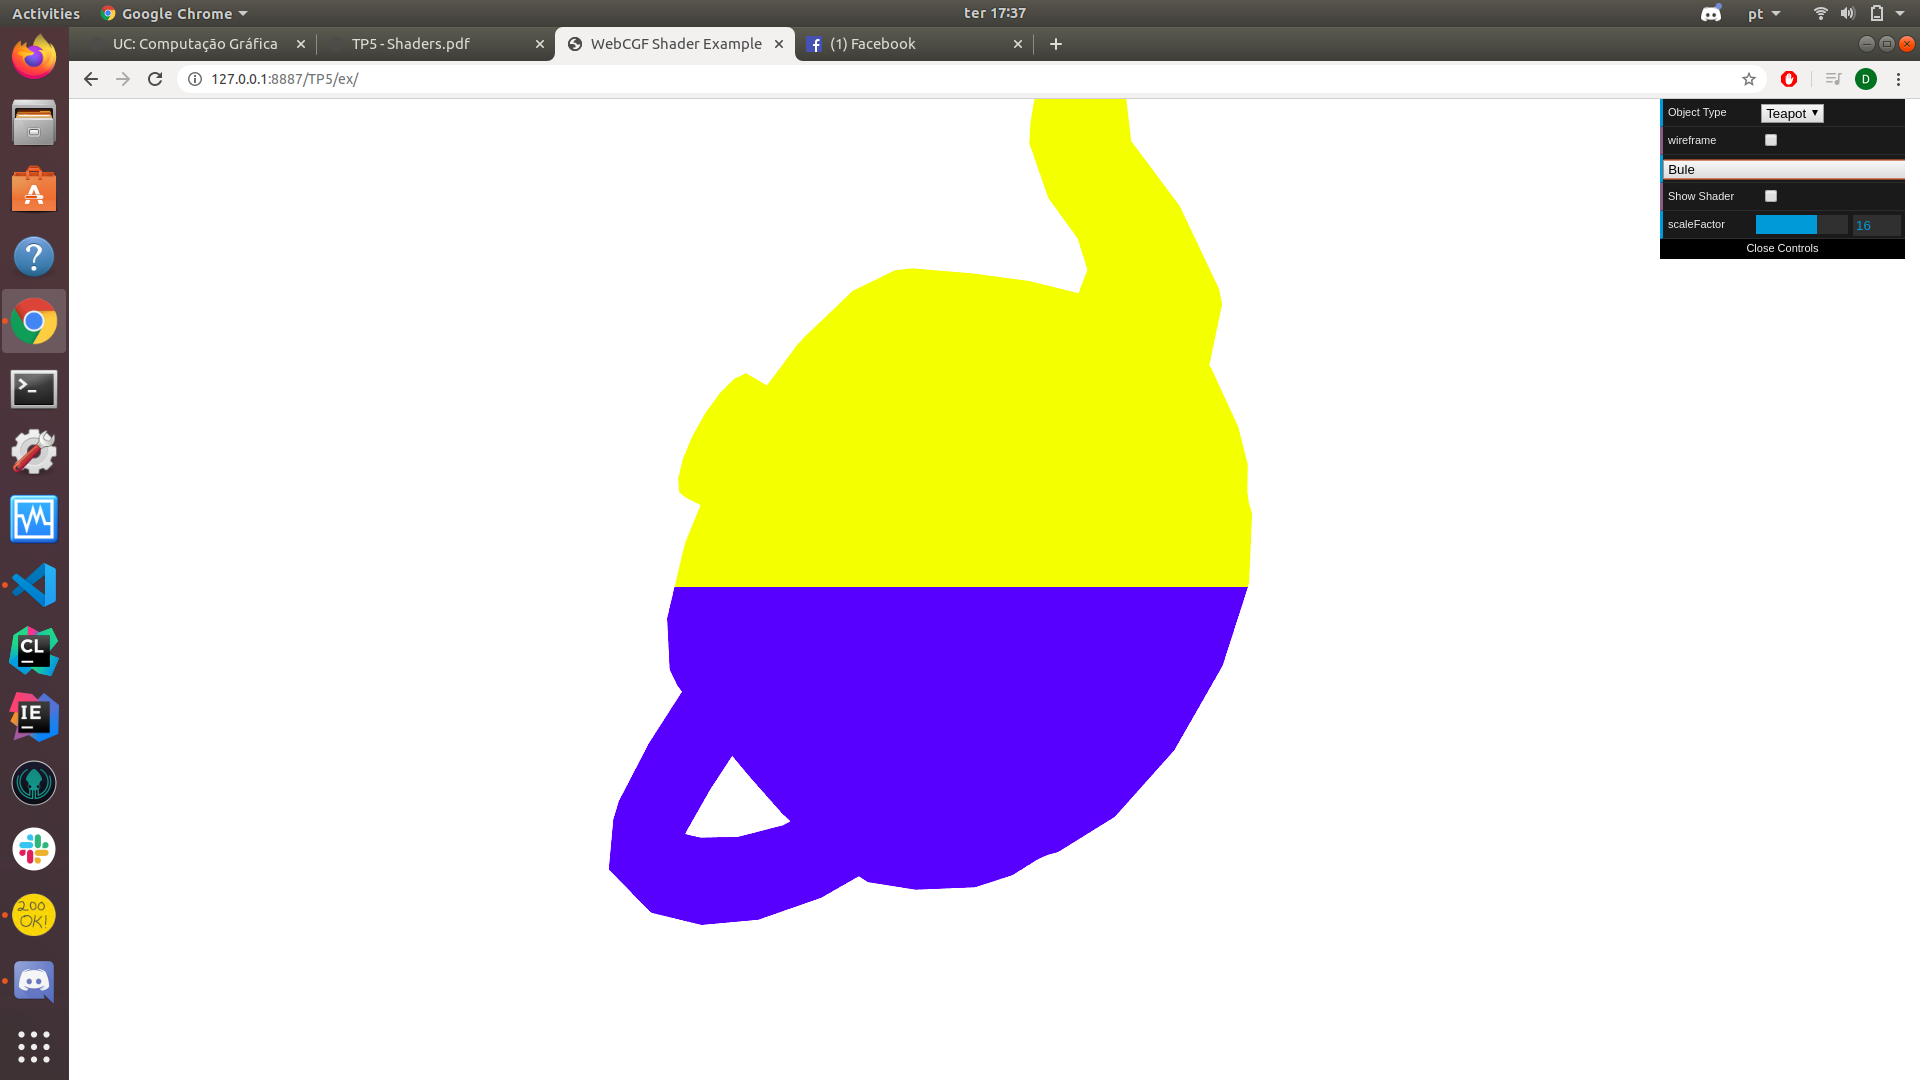 Activities Google Chrome ter 17:37 pt
UC: Computação Gráfica TP5 - Shaders.pdf WebCGF Shader Example (1) Facebook
127.0.0.1:8887/TP5/ex/ D
Object Type Teapot
wireframe
Bule
Show Shader
scaleFactor 16
Close Controls
CL
IE
200
OK!